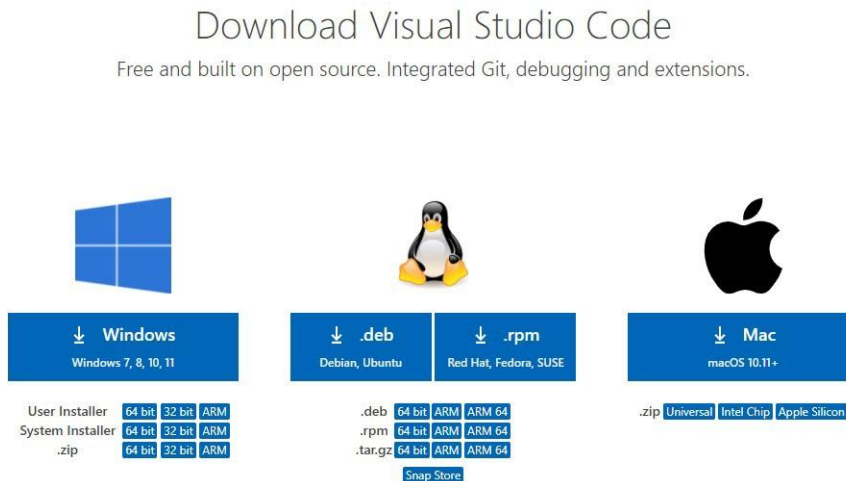 Download Visual Studio Code
Free and built on open source. Integrated Git, debugging and extensions.
Windows
Windows 7, 8, 10, 11
User Installer 64 bit 32 bit ARM
System Installer 64 bit 32 bit ARM
.zip 64 bit 32 bit ARM
.deb
Debian, Ubuntu
.rpm
Red Hat, Fedora, SUSE
.deb 64 bit ARM ARM 64
.rpm 64 bit ARM ARM 64
.tar.gz 64 bit ARM ARM 64
Snap Store
Mac
macOS 10.11+
.zip Universal Intel Chip Apple Silicon